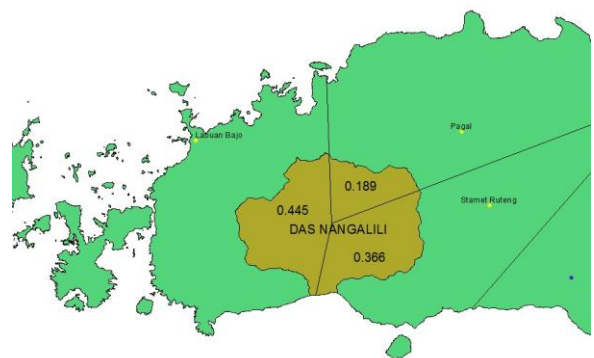 Pagal
Labuan Bajo
0.189
Stamet Ruteng
0.445
DAS NANGALILI
0.366